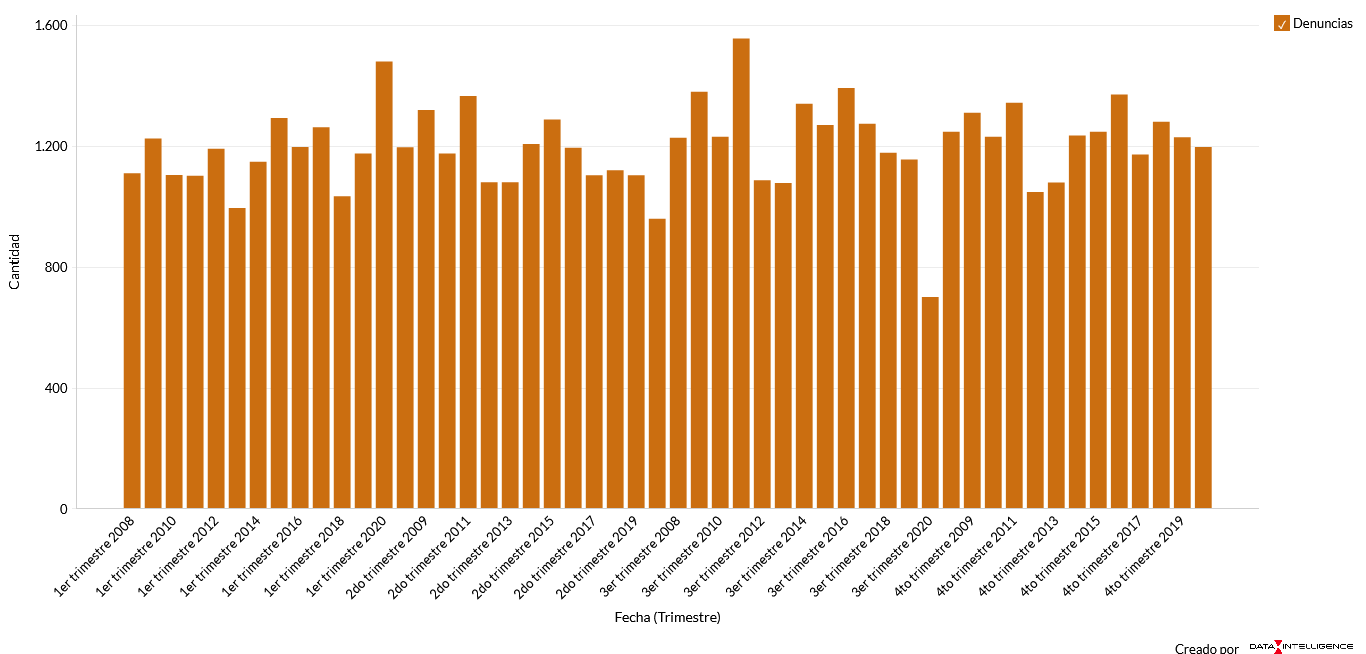 1.600
1.200
800
400
0
Cantidad
✓ Denuncias
1er trimestre 2008
1er trimestre 2010
1er trimestre 2012
1er trimestre 2014
1er trimestre 2016
1er trimestre 2018
1er trimestre 2020
2do trimestre 2009
2do trimestre 2011
2do trimestre 2013
2do trimestre 2015
2do trimestre 2017
2do trimestre 2019
3er trimestre 2008
3er trimestre 2010
3er trimestre 2012
3er trimestre 2014
3er trimestre 2016
3er trimestre 2018
3er trimestre 2020
4to trimestre 2009
4to trimestre 2011
4to trimestre 2013
4to trimestre 2015
4to trimestre 2017
4to trimestre 2019
Fecha (Trimestre)
Creado por DATA INTELLIGENCE